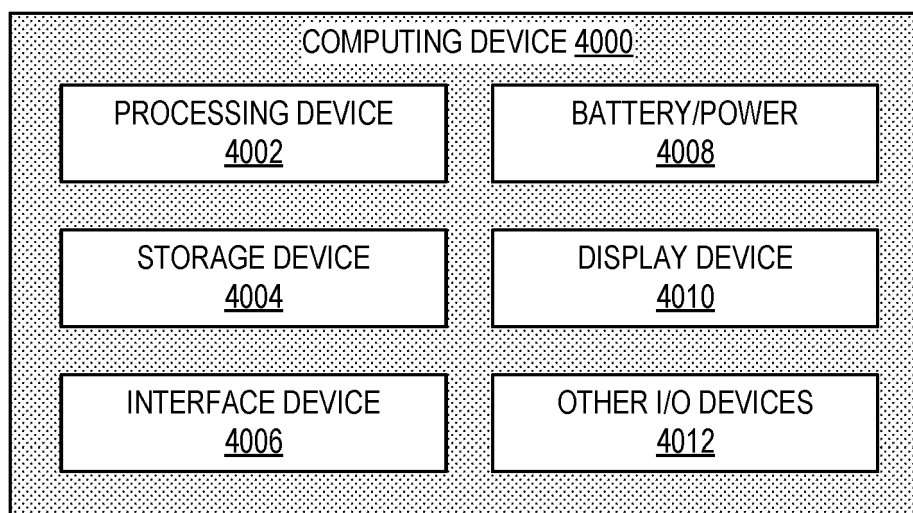 COMPUTING DEVICE 4000
PROCESSING DEVICE
4002
BATTERY/POWER
4008
STORAGE DEVICE
4004
DISPLAY DEVICE
4010
INTERFACE DEVICE
4006
OTHER I/O DEVICES
4012